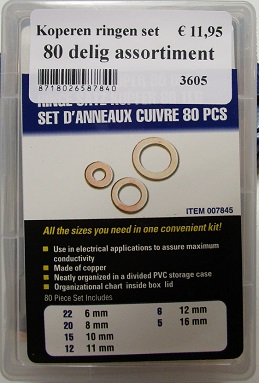 Koperen ringen set € 11,95
80 delig assortiment
3605
8718026587840
SET D'ANNEAUX CUIVRE 80 PCS
ITEM 007845
All the sizes you need in one convenient kit!
Use in electrical applications to assure maximum
conductivity
Made of copper
Neatly organized in a divided PVC storage case
Organizational chart inside box lid
80 Piece Set Includes
22 6 mm 6 12 mm
20 8 mm 5 16 mm
15 10 mm
12 11 mm